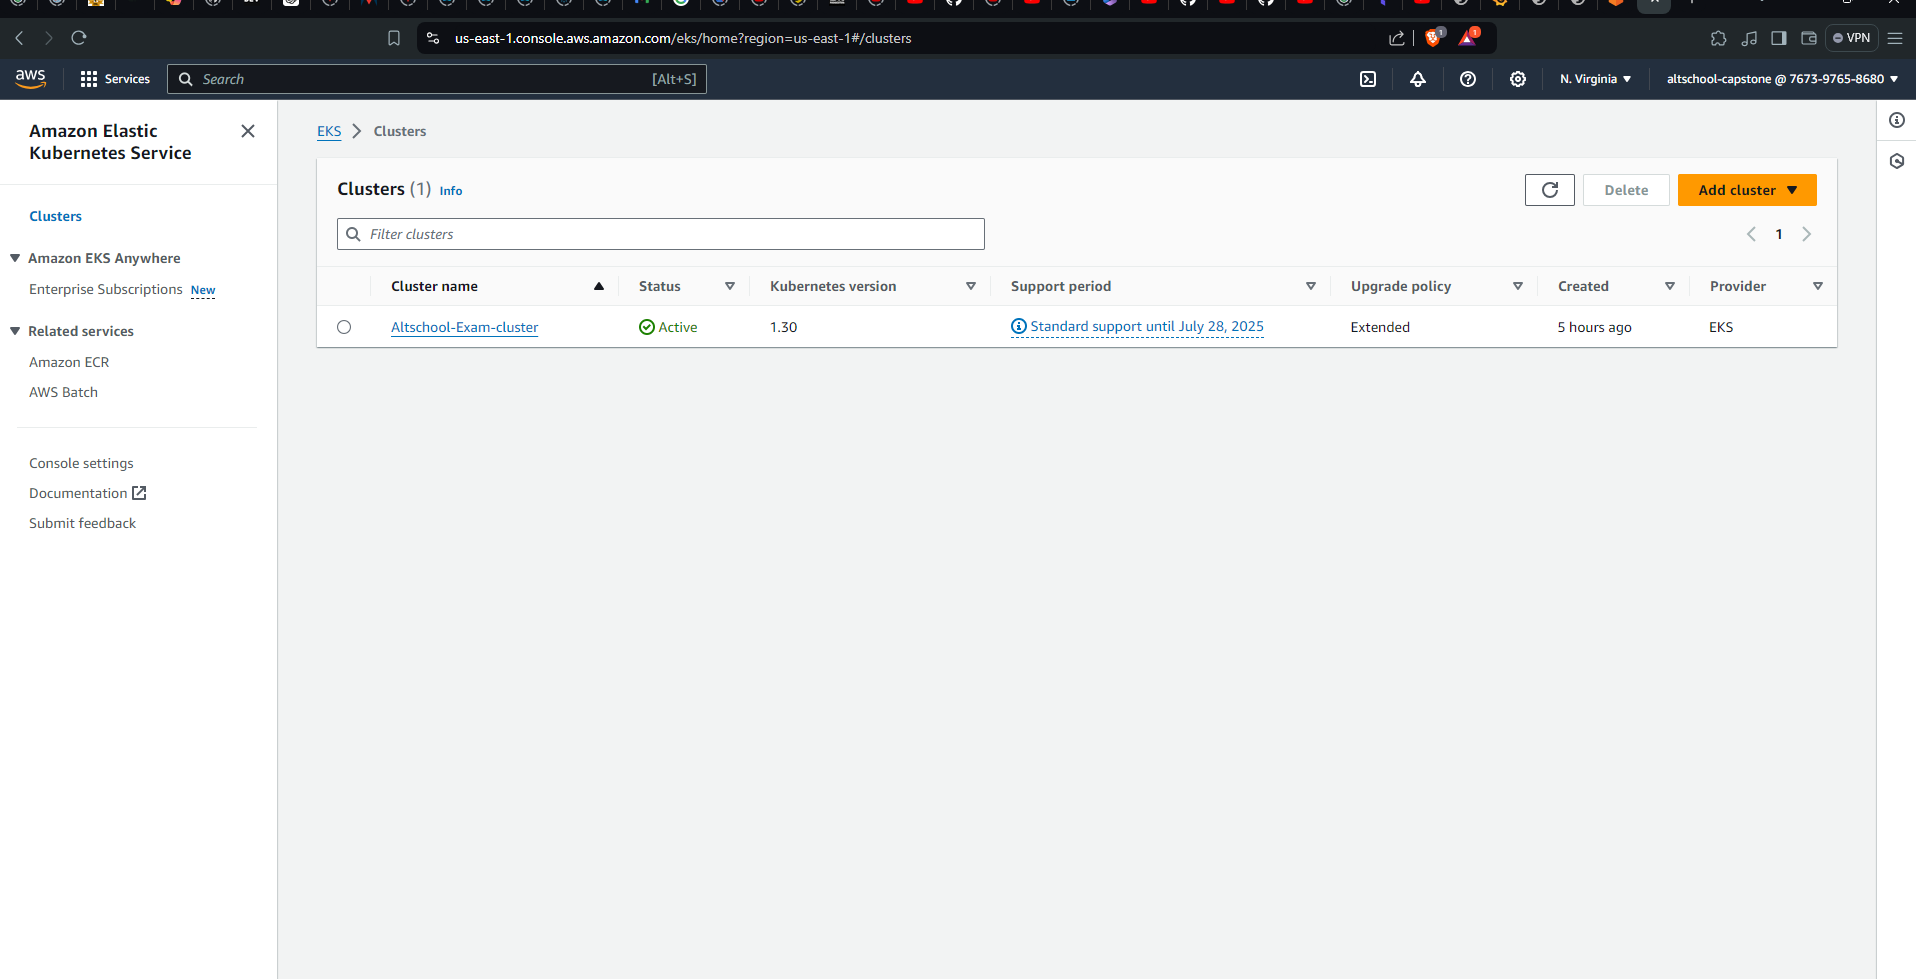 us-east-1.console.aws.amazon.com/eks/home?region=us-east-1#/clusters
1
1
VPN
aws
Services
Search
[Alt+S]
N. Virginia
altschool-capstone @ 7673-9765-8680
Amazon Elastic
Kubernetes Service
Clusters
Amazon EKS Anywhere
Enterprise Subscriptions New
Related services
Amazon ECR
AWS Batch
Console settings
Documentation
Submit feedback
EKS > Clusters
Clusters (1) Info
Delete
Add cluster
Filter clusters
1
Cluster name Status Kubernetes version Support period Upgrade policy Created Provider
Altschool-Exam-cluster Active 1.30 Standard support until July 28, 2025 Extended 5 hours ago EKS